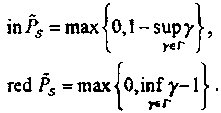 in P̃_s = max{0,1 − sup_{γ∈Γ} γ},
red P̃_s = max{0, inf_{γ∈Γ} γ−1}.